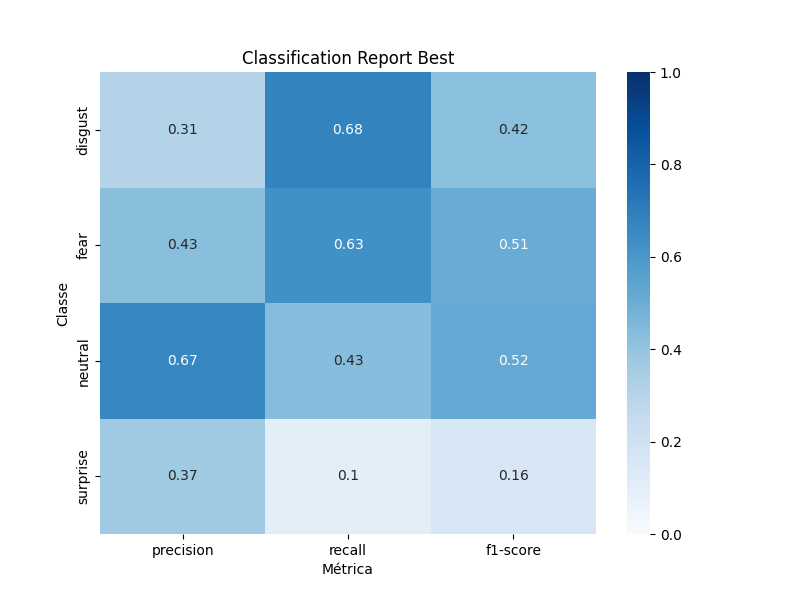 Classification Report Best
Classe
disgust 0.31 0.68 0.42
fear 0.43 0.63 0.51
neutral 0.67 0.43 0.52
surprise 0.37 0.1 0.16
precision recall f1-score
Métrica
1.0
0.8
0.6
0.4
0.2
0.0